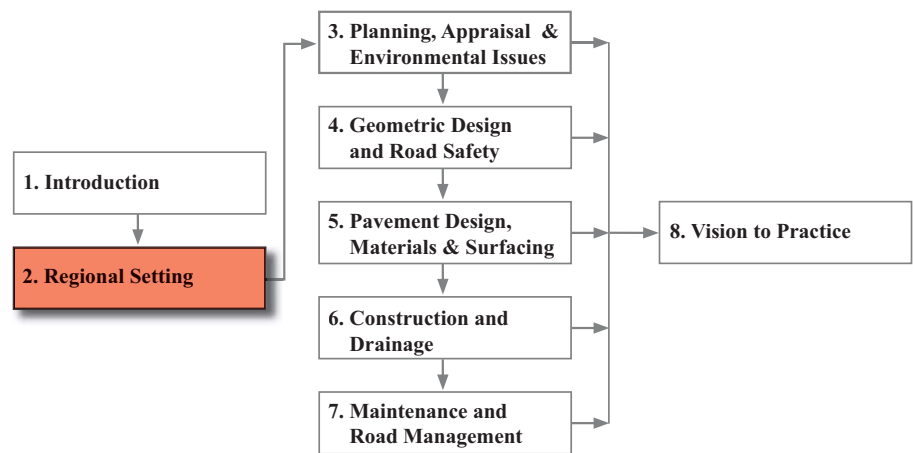 1. Introduction
2. Regional Setting
3. Planning, Appraisal &
Environmental Issues
4. Geometric Design
and Road Safety
5. Pavement Design,
Materials & Surfacing
6. Construction and
Drainage
7. Maintenance and
Road Management
8. Vision to Practice